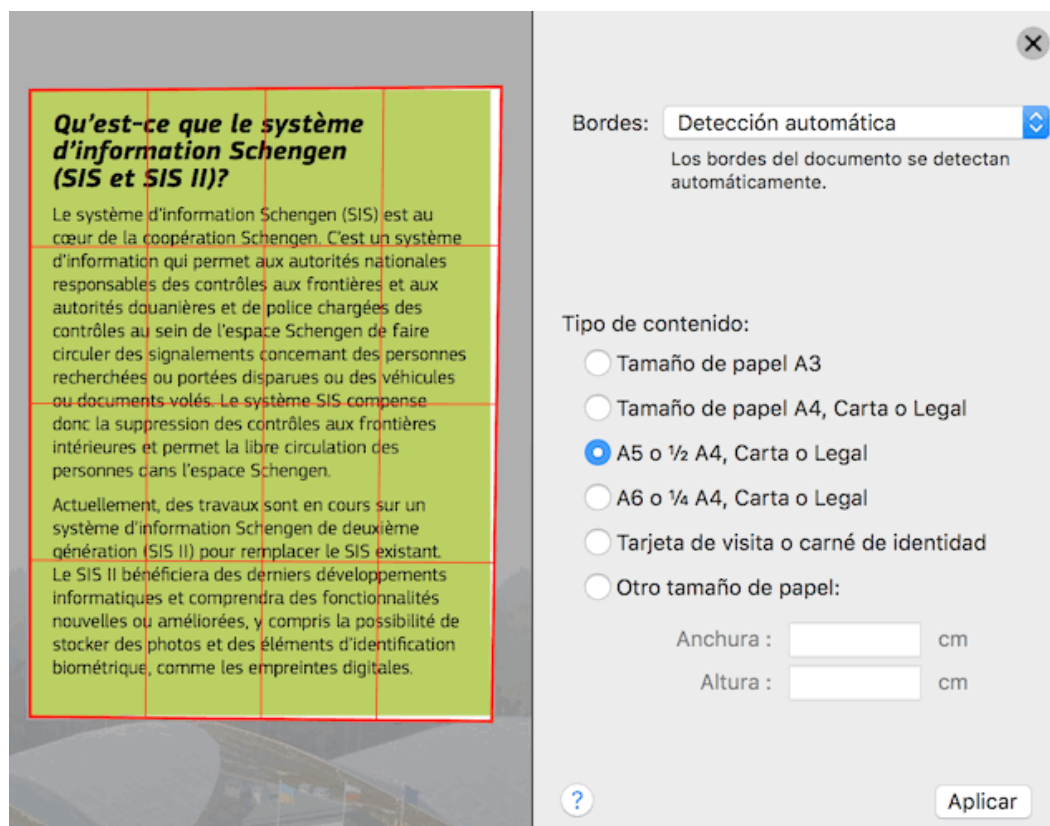 Qu'est-ce que le système
d'information Schengen
(SIS et SIS II)?
Le système d'information Schengen (SIS) est au
cœur de la coopération Schengen. C'est un système
d'information qui permet aux autorités nationales
responsables des contrôles aux frontières et aux
autorités douanières et de police chargées des
contrôles au sein de l'espace Schengen de faire
circuler des signalements concernant des personnes
recherchées ou portées disparues ou des véhicules
ou documents volés. Le système SIS compense
donc la suppression des contrôles aux frontières
intérieures et permet la libre circulation des
personnes dans l'espace Schengen.
Actuellement, des travaux sont en cours sur un
système d'information Schengen de deuxième
génération (SIS II) pour remplacer le SIS existant.
Le SIS II bénéficiera des derniers développements
informatiques et comprendra des fonctionnalités
nouvelles ou améliorées, y compris la possibilité de
stocker des photos et des éléments d'identification
biométrique, comme les empreintes digitales.
Bordes: Detección automática
Los bordes del documento se detectan
automáticamente.
Tipo de contenido:
Tamaño de papel A3
Tamaño de papel A4, Carta o Legal
A5 o ½ A4, Carta o Legal
A6 o ¼ A4, Carta o Legal
Tarjeta de visita o carné de identidad
Otro tamaño de papel:
Anchura : cm
Altura : cm
? Aplicar